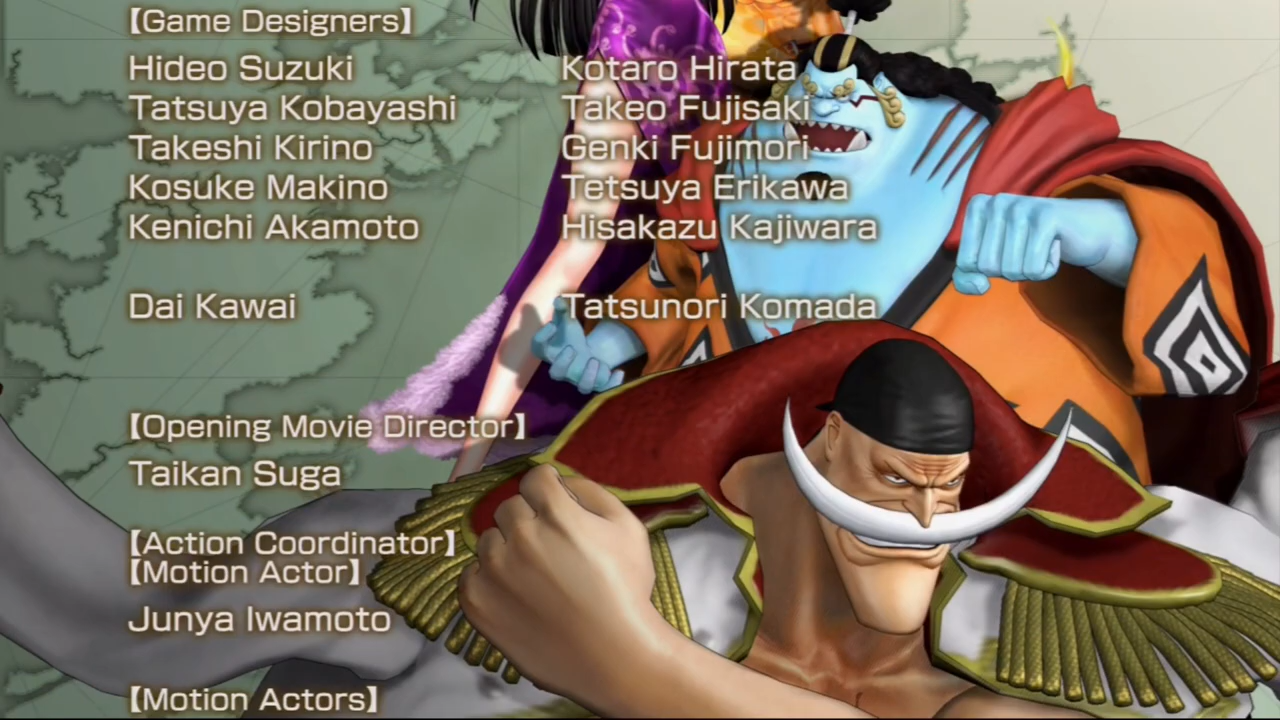 【Game Designers】
Hideo Suzuki Kotaro Hirata
Tatsuya Kobayashi Takeo Fujisaki
Takeshi Kirino Genki Fujimori
Kosuke Makino Tetsuya Erikawa
Kenichi Akamoto Hisakazu Kajiwara
Dai Kawai Tatsunori Komada
【Opening Movie Director】
Taikan Suga
【Action Coordinator】
【Motion Actor】
Junya Iwamoto
【Motion Actors】